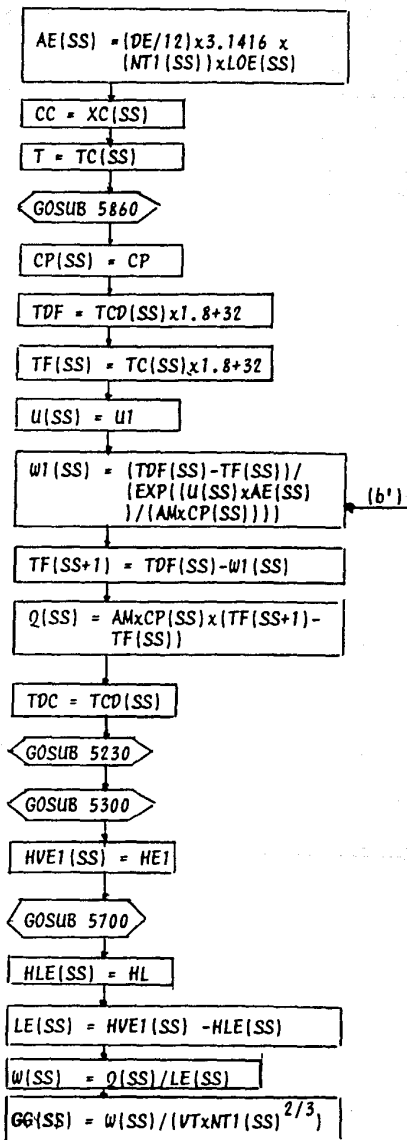 AE(SS) =(DE/12)x3.1416 x
(NT1(SS))xLOE(SS)
CC = XC(SS)
T = TC(SS)
GOSUB 5860
CP(SS) = CP
TDF = TCD(SS)x1.8+32
TF(SS) = TC(SS)x1.8+32
U(SS) = U1
W1(SS) = (TDF(SS)-TF(SS))/
(EXP((U(SS)xAE(SS)
)/(AMxCP(SS))))
(b')
TF(SS+1) = TDF(SS)-W1(SS)
Q(SS) = AMxCP(SS)x(TF(SS+1)-
TF(SS))
TDC = TCD(SS)
GOSUB 5230
GOSUB 5300
HVE1(SS) = HE1
GOSUB 5700
HLE(SS) = HL
LE(SS) = HVE1(SS) -HLE(SS)
W(SS) = Q(SS)/LE(SS)
GG(SS) = W(SS)/(VTxNT1(SS)^2/3)